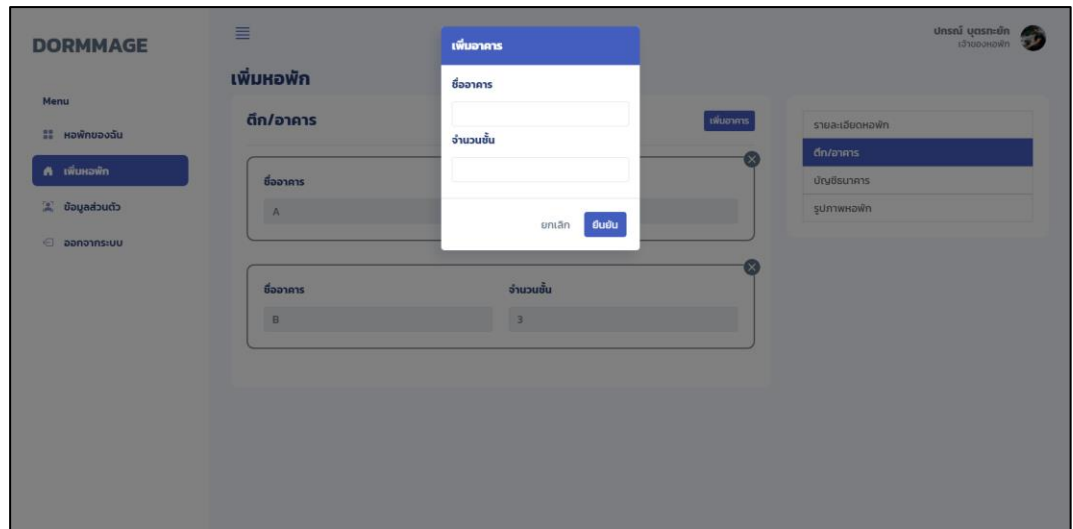 DORMMAGE
Menu
หอพักของฉัน
เพิ่มหอพัก
ข้อมูลส่วนตัว
ออกจากระบบ
ปกรณ์ บุตรทะยัก
เจ้าของหอพัก
เพิ่มหอพัก
ตึก/อาคาร
เพิ่มอาคาร
ชื่ออาคาร
A
ชื่ออาคาร
จำนวนชั้น
B
3
เพิ่มอาคาร
ชื่ออาคาร
จำนวนชั้น
ยกเลิก
ยืนยัน
รายละเอียดหอพัก
ตึก/อาคาร
บัญชีธนาคาร
รูปภาพหอพัก